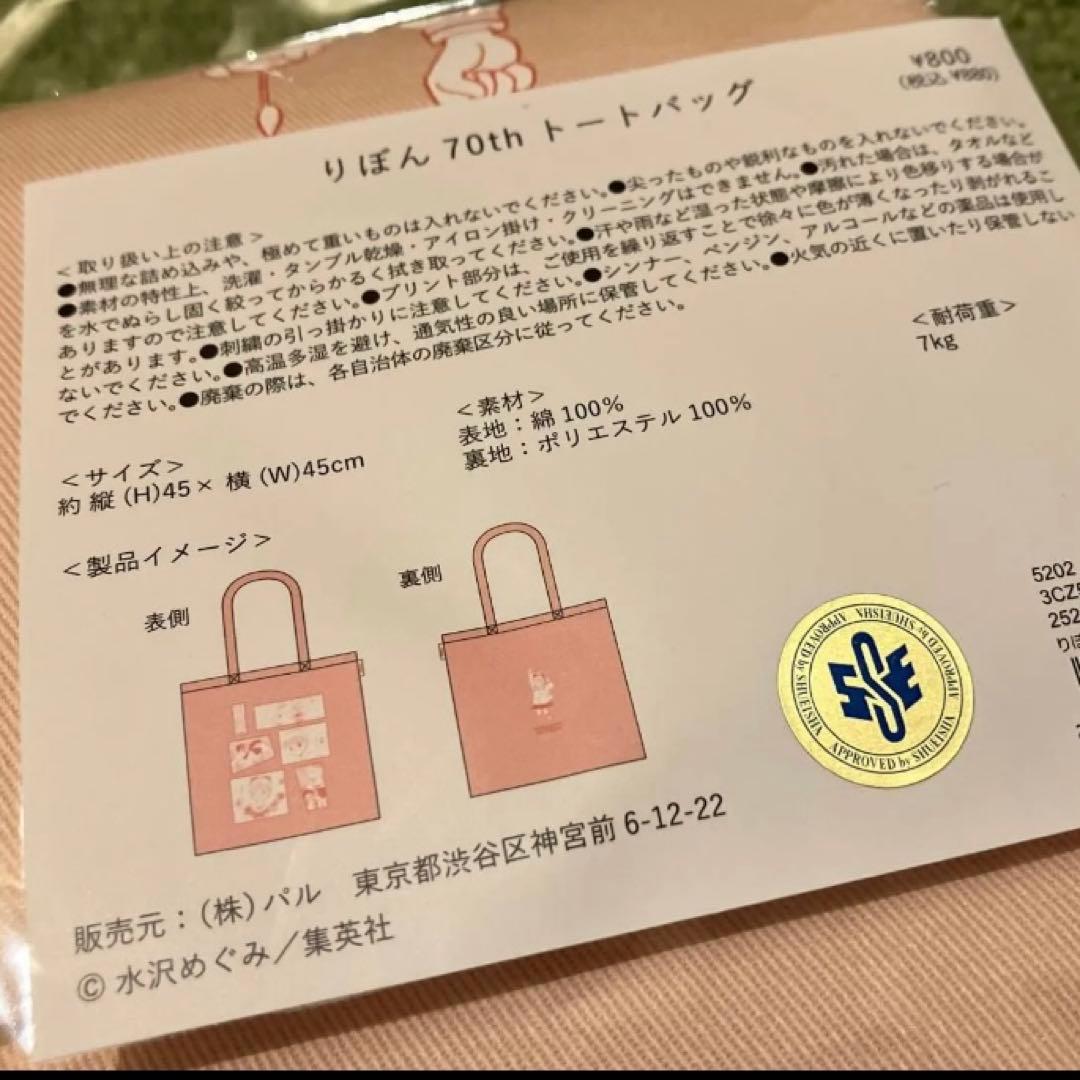 ¥800
(税込 ¥880)
りぼん 70th トートバッグ
＜取り扱い上の注意＞
●無理な詰め込みや、極めて重いものは入れないでください。●尖ったものや鋭利なものを入れないでください。
●素材の特性上、洗濯・タンブル乾燥・アイロン掛け・クリーニングはできません。●汚れた場合は、タオルなど
を水でぬらし固く絞ってからかるく拭き取ってください。●汗や雨など湿った状態や摩擦により色移りする場合が
ありますので注意してください。●プリント部分は、ご使用を繰り返すことで徐々に色が薄くなったり剥がれるこ
とがあります。●刺繍の引っ掛かりに注意してください。●シンナー、ベンジン、アルコールなどの薬品は使用し
ないでください。●高温多湿を避け、通気性の良い場所に保管してください。●火気の近くに置いたり保管しない
でください。●廃棄の際は、各自治体の廃棄区分に従ってください。
＜耐荷重＞
7kg
＜サイズ＞
約 縦 (H)45× 横 (W)45cm
＜素材＞
表地：綿 100%
裏地：ポリエステル 100%
＜製品イメージ＞
表側
裏側
APPROVED by SHUEISHA APPROVED by SHUEISHA APPROVED by SHUEISHA
5202
3CZ
252
り
販売元：(株)パル 東京都渋谷区神宮前 6-12-22
© 水沢めぐみ／集英社